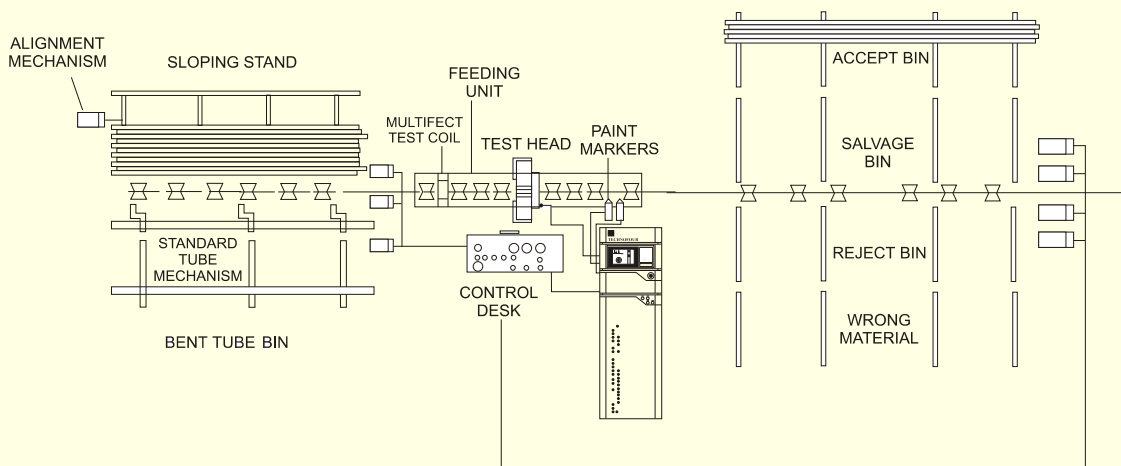 ALIGNMENT
MECHANISM
SLOPING STAND
FEEDING
UNIT
MULTIFECT
TEST COIL
TEST HEAD
PAINT
MARKERS
ACCEPT BIN
SALVAGE
BIN
STANDARD
TUBE
MECHANISM
TECHNOFOUR
REJECT BIN
CONTROL
DESK
WRONG
MATERIAL
BENT TUBE BIN